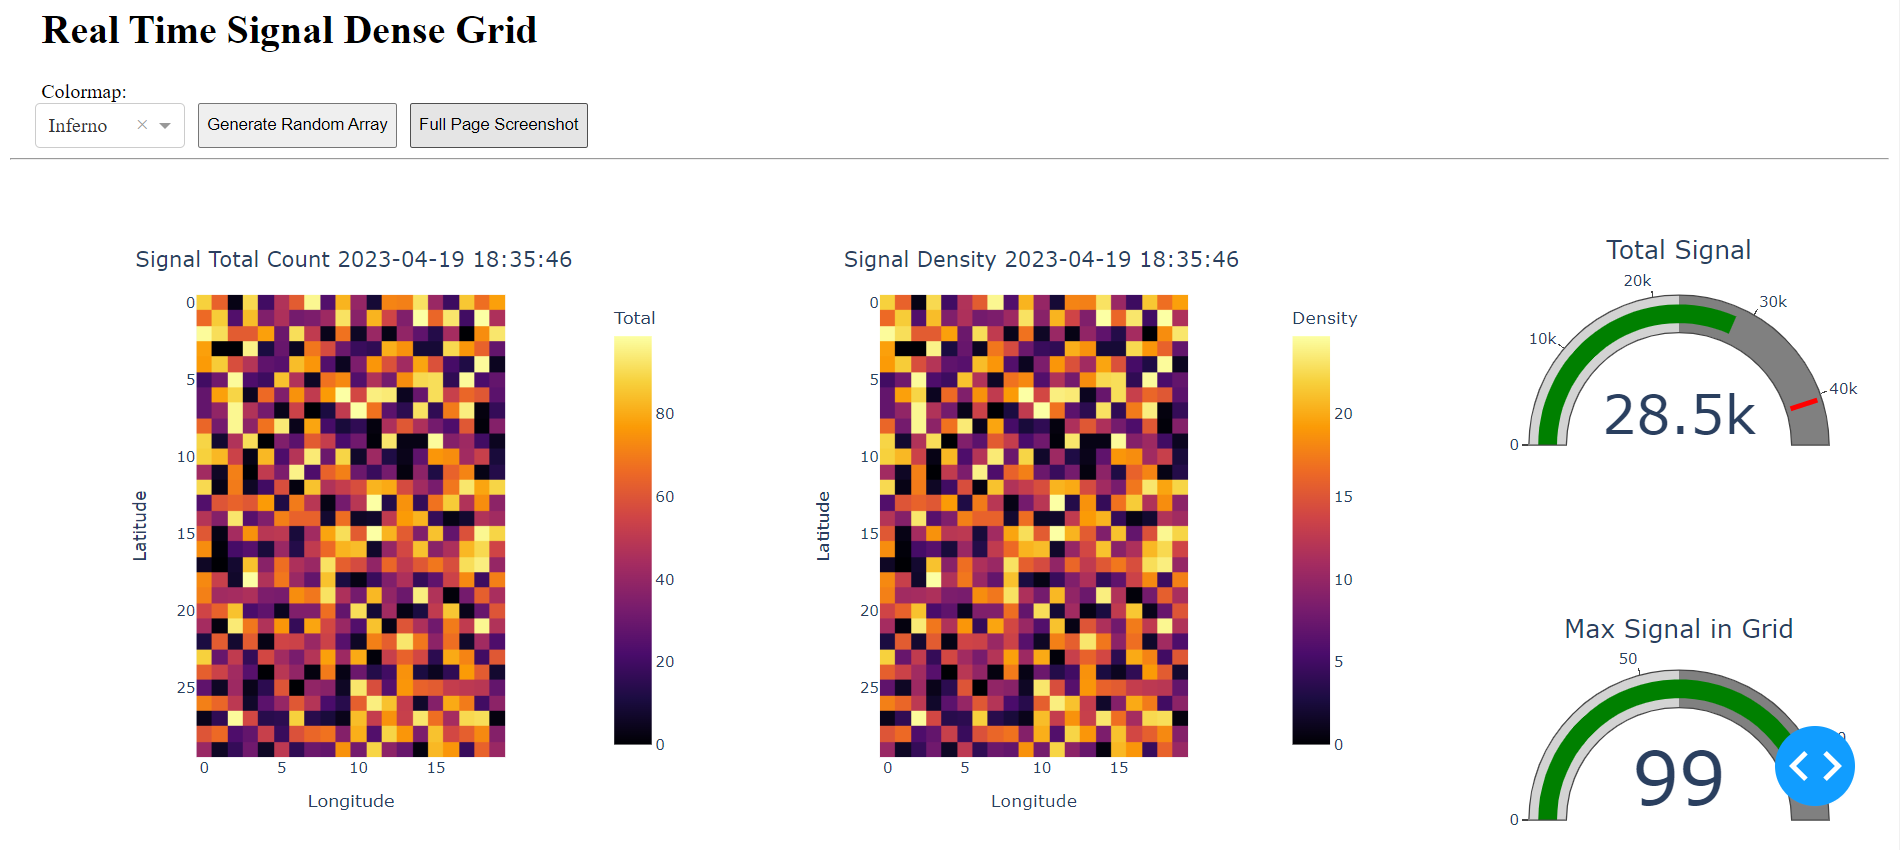 Real Time Signal Dense Grid
Colormap:
Inferno × Generate Random Array Full Page Screenshot
Signal Total Count 2023-04-19 18:35:46
Total
0
5
10
15
20
25
Latitude
0 5 10 15
Longitude
80
60
40
20
0
Signal Density 2023-04-19 18:35:46
Density
0
5
10
15
20
25
Latitude
0 5 10 15
Longitude
20
15
10
5
0
Total Signal
0
10k
20k
30k
40k
28.5k
Max Signal in Grid
0
50
99